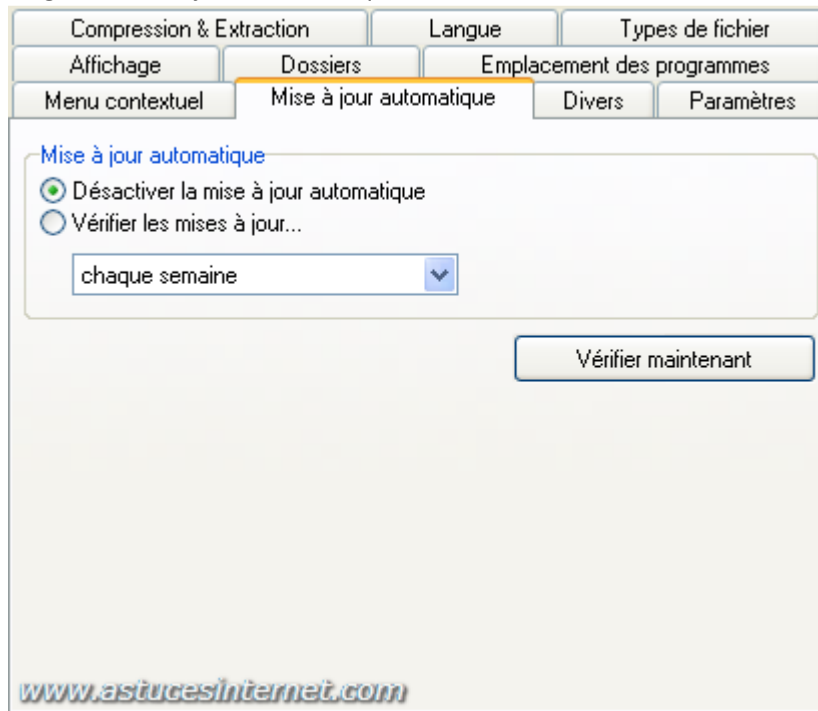 Compression & Extraction
Langue
Types de fichier
Affichage
Dossiers
Emplacement des programmes
Menu contextuel
Mise à jour automatique
Divers
Paramètres
Mise à jour automatique
Désactiver la mise à jour automatique
Vérifier les mises à jour...
chaque semaine
Vérifier maintenant
www.astucesinternet.com